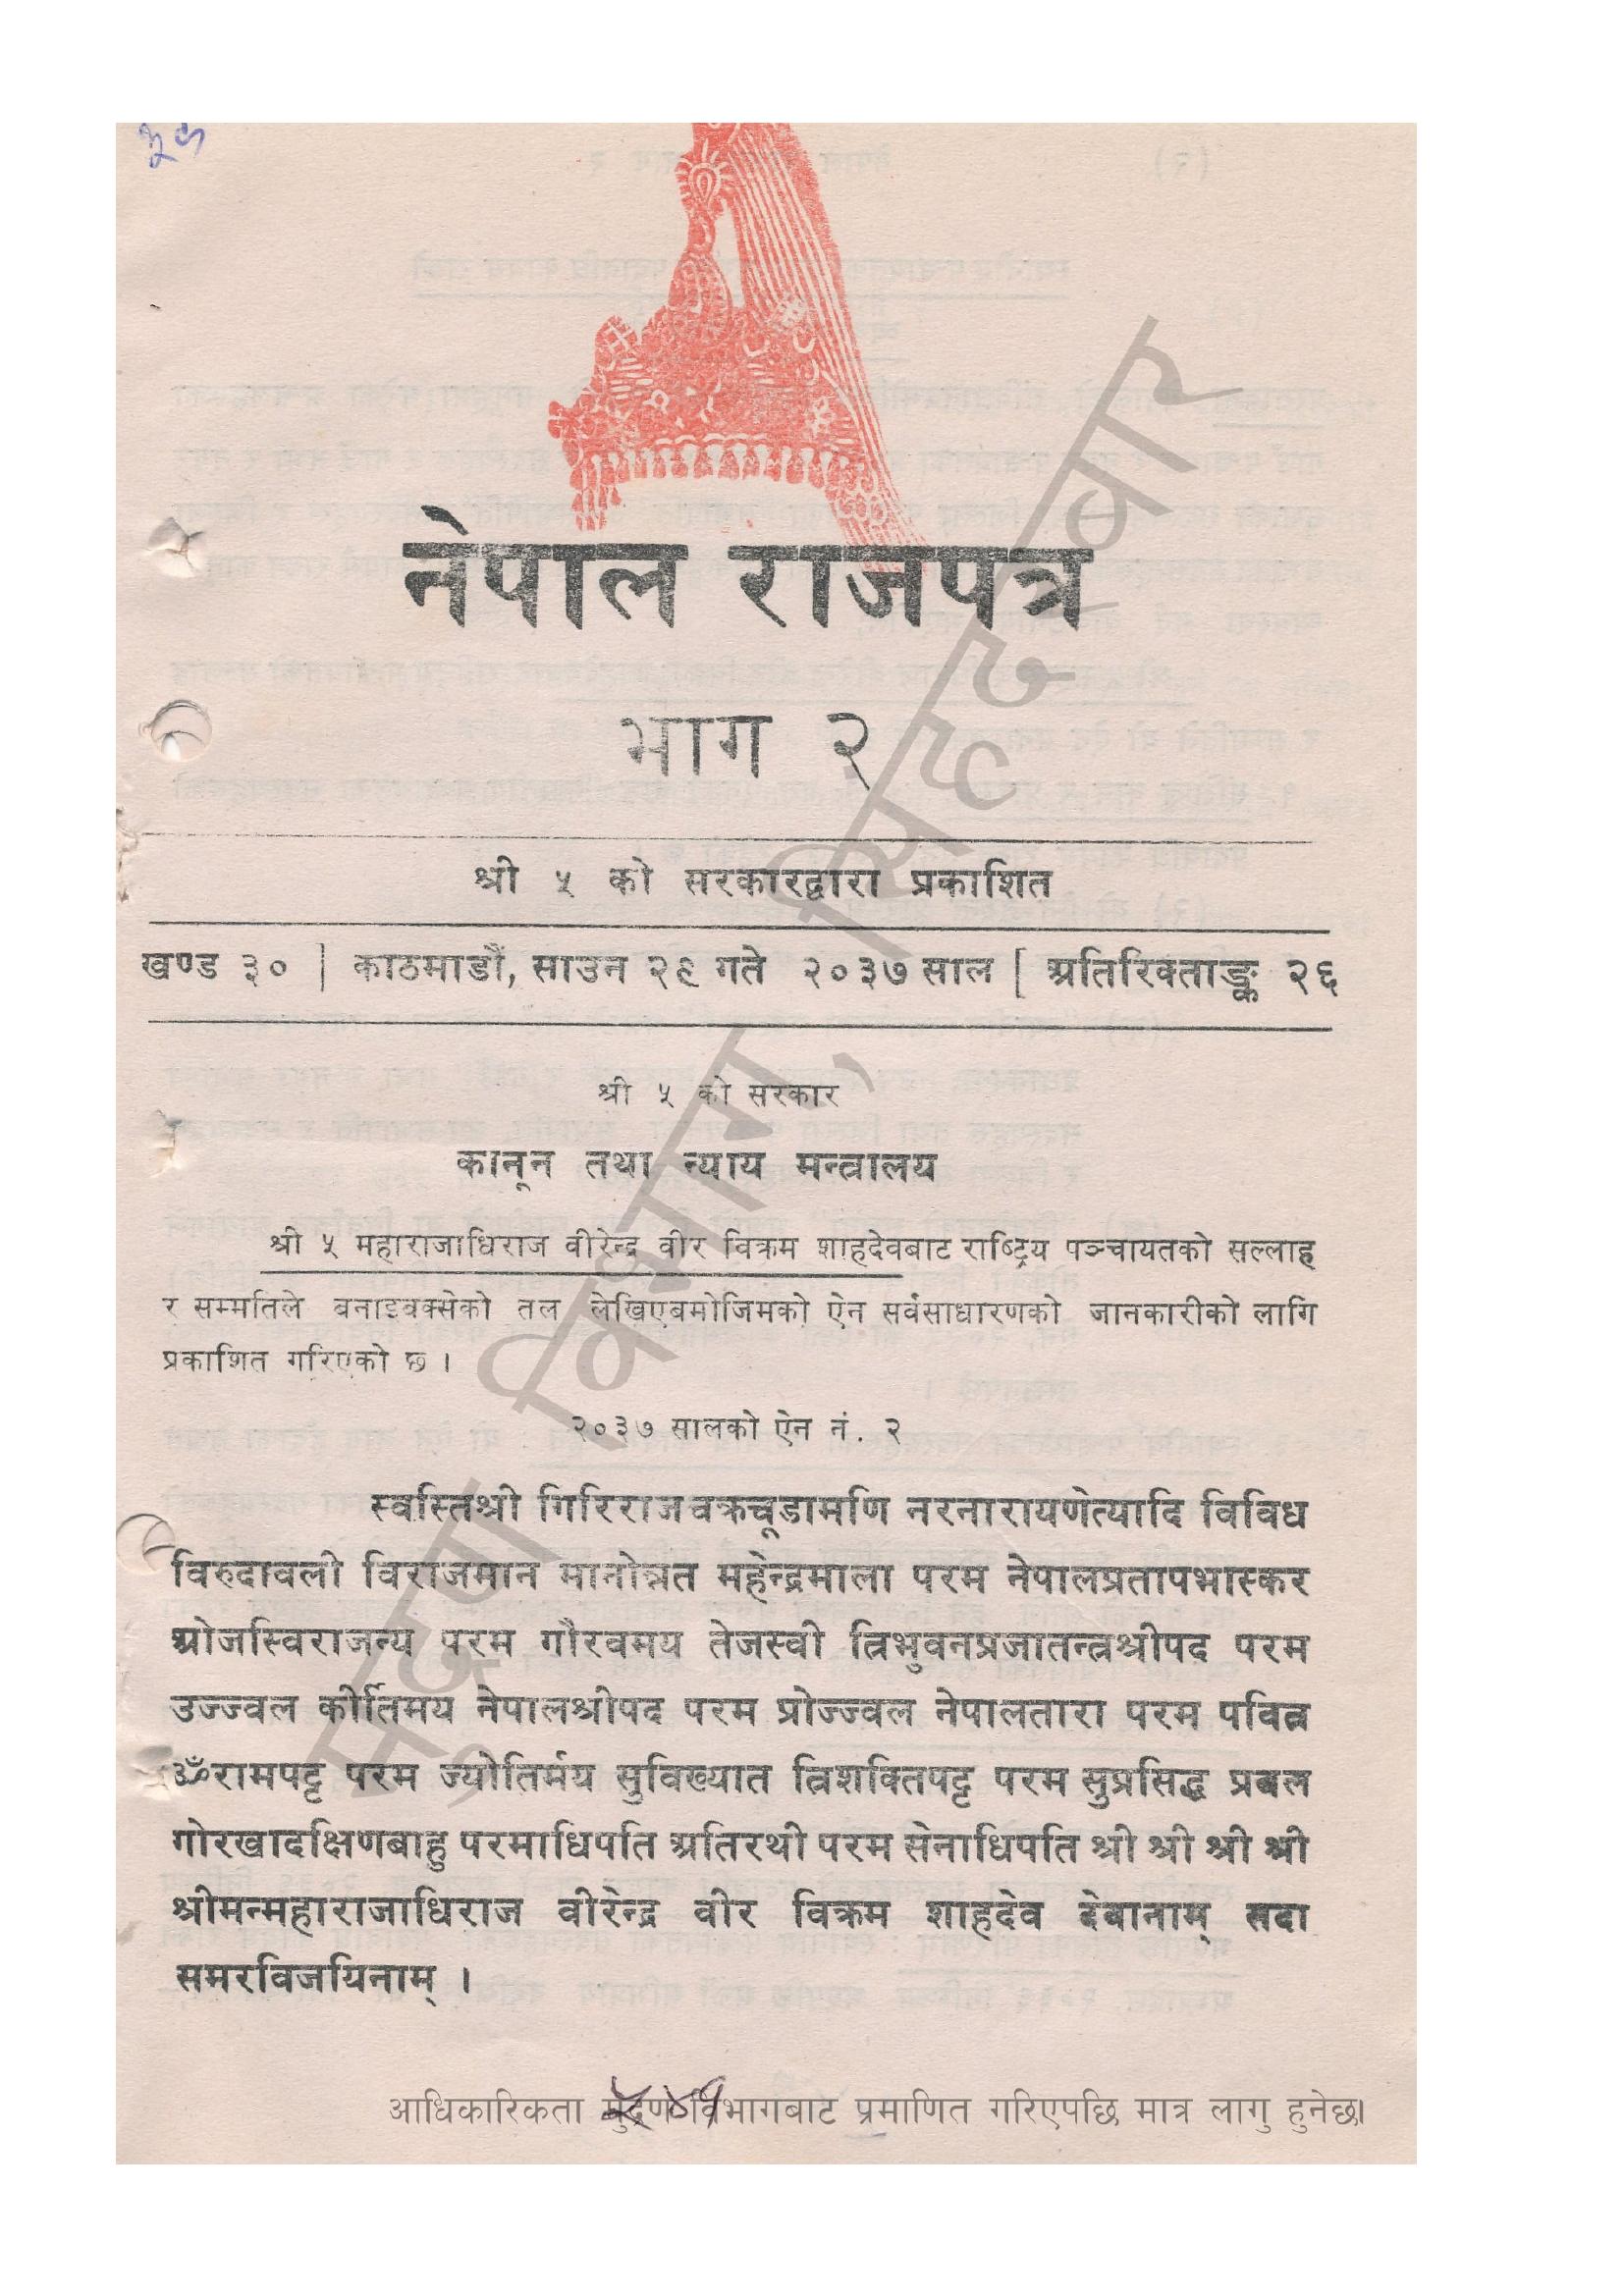 नेपाल राजपत्र
भाग २
श्री ५ को सरकारद्वारा प्रकाशित
खण्ड ३० ] काठमाडौं, साउन २९ गते २०३७ साल [ अतिरिक्ताङ्क २६
श्री ५ को सरकार
कानून तथा न्याय मन्त्रालय
श्री ५ महाराजाधिराज वीरेन्द्र वीर विक्रम शाहदेवबाट राष्ट्रिय पञ्चायतको सल्लाह
र सम्मतिले बनाइबक्सेको तल लेखिएबमोजिमको ऐन सर्वसाधारणको जानकारीको लागि
प्रकाशित गरिएको छ ।
२०३७ सालको ऐन नं. २
स्वस्तिश्री गिरिराजचक्रचूडामणि नरनारायणेत्यादि विविध
विरुदावली विराजमान मानोन्नत महेन्द्रमाला परम नेपालप्रतापभास्कर
ओजस्विराजन्य परम गौरवमय तेजस्वी त्रिभुवनप्रजातन्त्रश्रीपद परम
उज्ज्वल कीर्तिमय नेपालश्रीपद परम प्रोज्ज्वल नेपालतारा परम पवित्र
ॐरामपट्ट परम ज्योतिर्मय सुविख्यात त्रिशक्तिपट्ट परम सुप्रसिद्ध प्रबल
गोरखादक्षिणबाहु परमाधिपति अतिरथी परम सेनाधिपति श्री श्री श्री श्री
श्रीमन्महाराजाधिराज वीरेन्द्र वीर विक्रम शाहदेव देवानाम् सदा
समरविजयिनाम् ।
आधिकारिकता मुद्रण विभागबाट प्रमाणित गरिएपछि मात्र लागु हुनेछ।
मुद्रण विभाग, सिंहदरबार